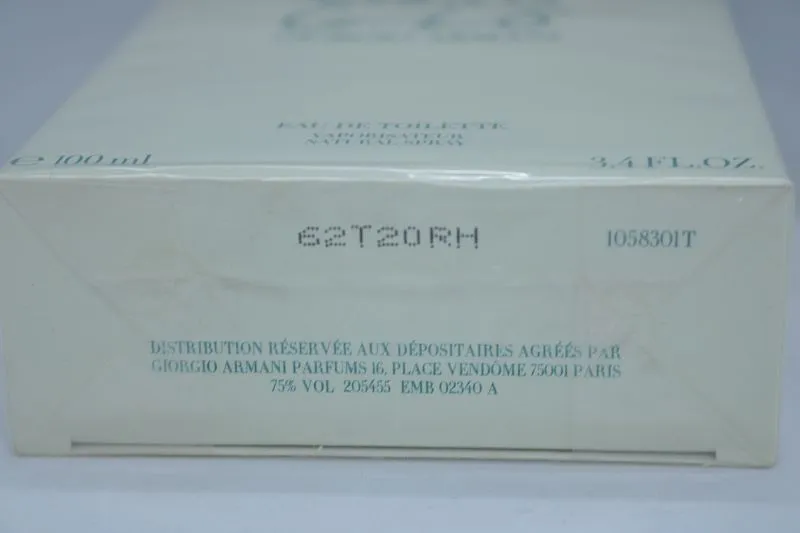 EAU DE TOILETTE
VAPORISATEUR
NATURAL SPRAY
℮ 100 ml 3.4 FL.OZ.
62T20RH 1058301T
DISTRIBUTION RÉSERVÉE AUX DÉPOSITAIRES AGRÉÉS PAR
GIORGIO ARMANI PARFUMS 16, PLACE VENDÔME 75001 PARIS
75% VOL 205455 EMB 02340 A